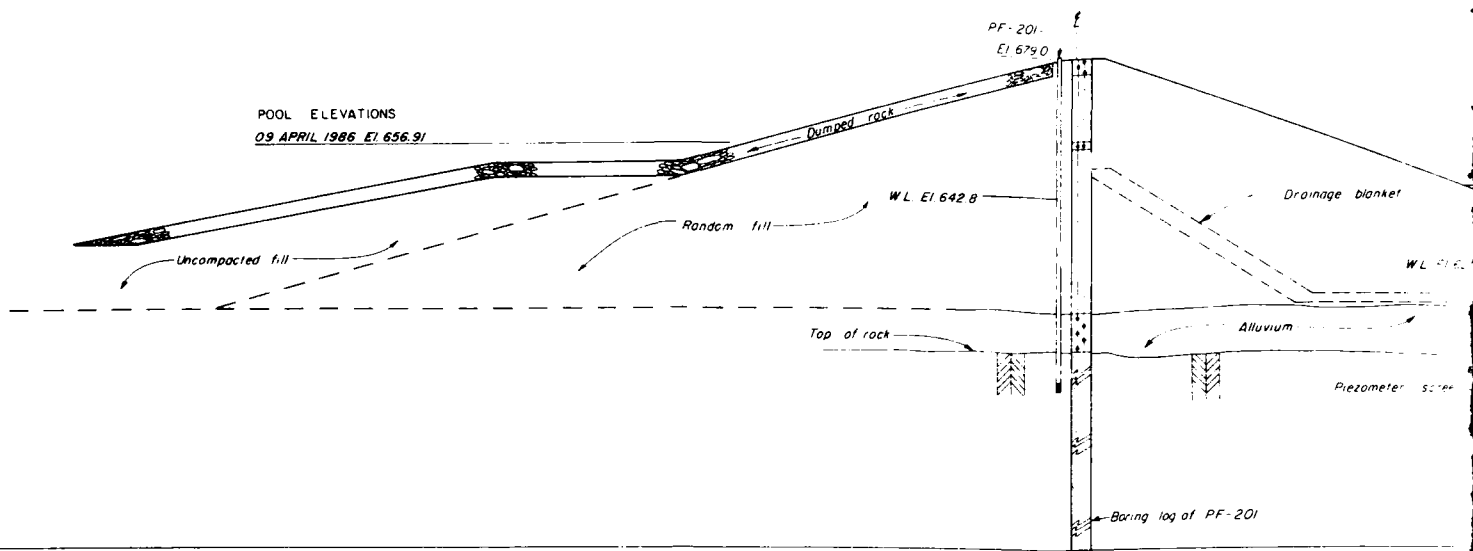 PF-201-
El. 679.0
POOL ELEVATIONS
09 APRIL 1986 El. 656.91
Dumped rock
W.L. El. 642.8
Drainage blanket
Random fill
Uncompacted fill
W.L.
Top of rock
Alluvium
Piezometer
Boring log of PF-201